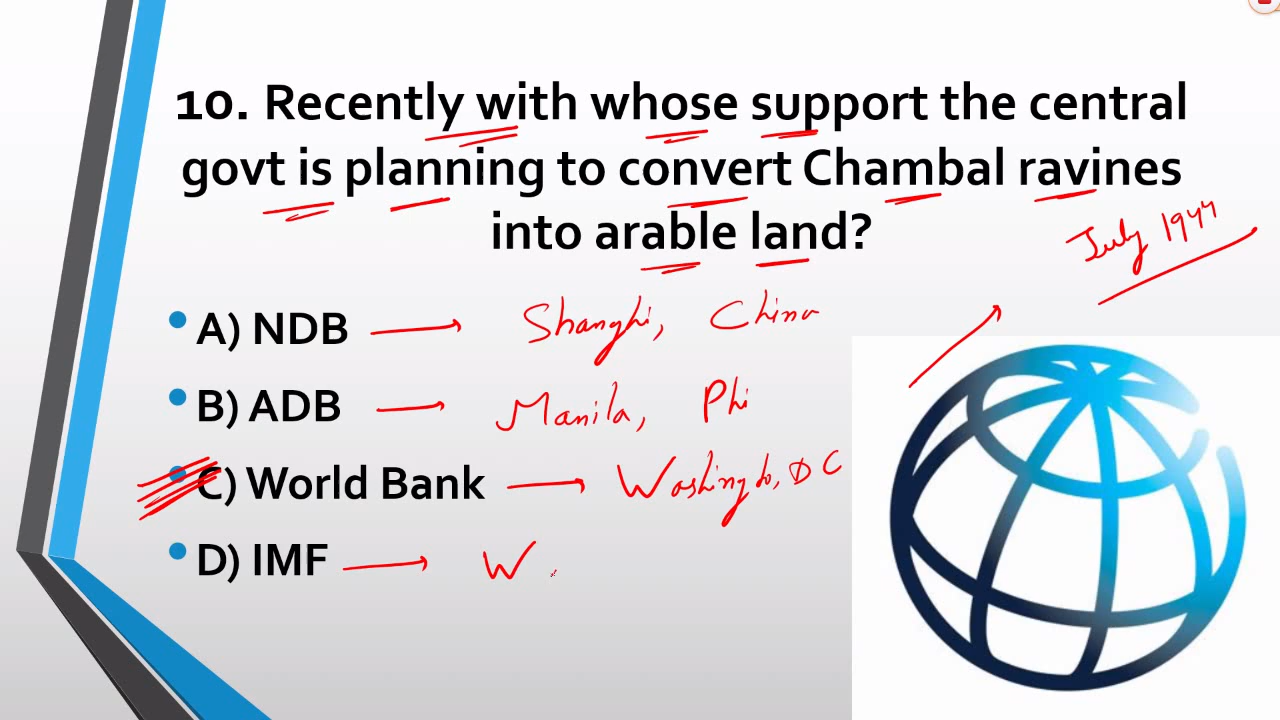 10. Recently with whose support the central
govt is planning to convert Chambal ravines
into arable land?
July 1944
A) NDB Shanghi, China
B) ADB Manila, Phi
C) World Bank Washingto, DC
D) IMF W